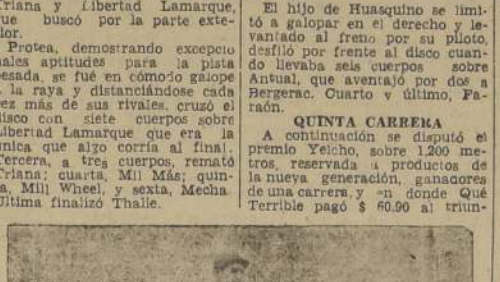 Triana y Libertad Lamarque,
que buscó por la parte exte-
rior.
Protea, demostrando excepcio
nales aptitudes para la pista
pesada, se fué en cómodo galope
a la raya y distanciándose cada
vez más de sus rivales, cruzó el
disco con siete cuerpos sobre
Libertad Lamarque que era la
única que algo corría al final.
Tercera, a tres cuerpos, remató
Triana; cuarta, Mil Más; quin-
ta, Mill Wheel, y sexta, Mecha
Ultima finalizó Thalie.
El hijo de Huasquino se limi-
tó a galopar en el derecho y le-
vantado al freno por su piloto,
desfiló por frente al disco cuan-
do llevaba seis cuerpos sobre
Antual, que aventajó por dos a
Bergerac. Cuarto y último, Fa-
raón.
QUINTA CARRERA
A continuación se disputó el
premio Yelcho, sobre 1,200 me-
tros, reservada a productos de
la nueva generación, ganadores
de una carrera, y en donde Qué
Terrible pagó $ 60.90 al triun-